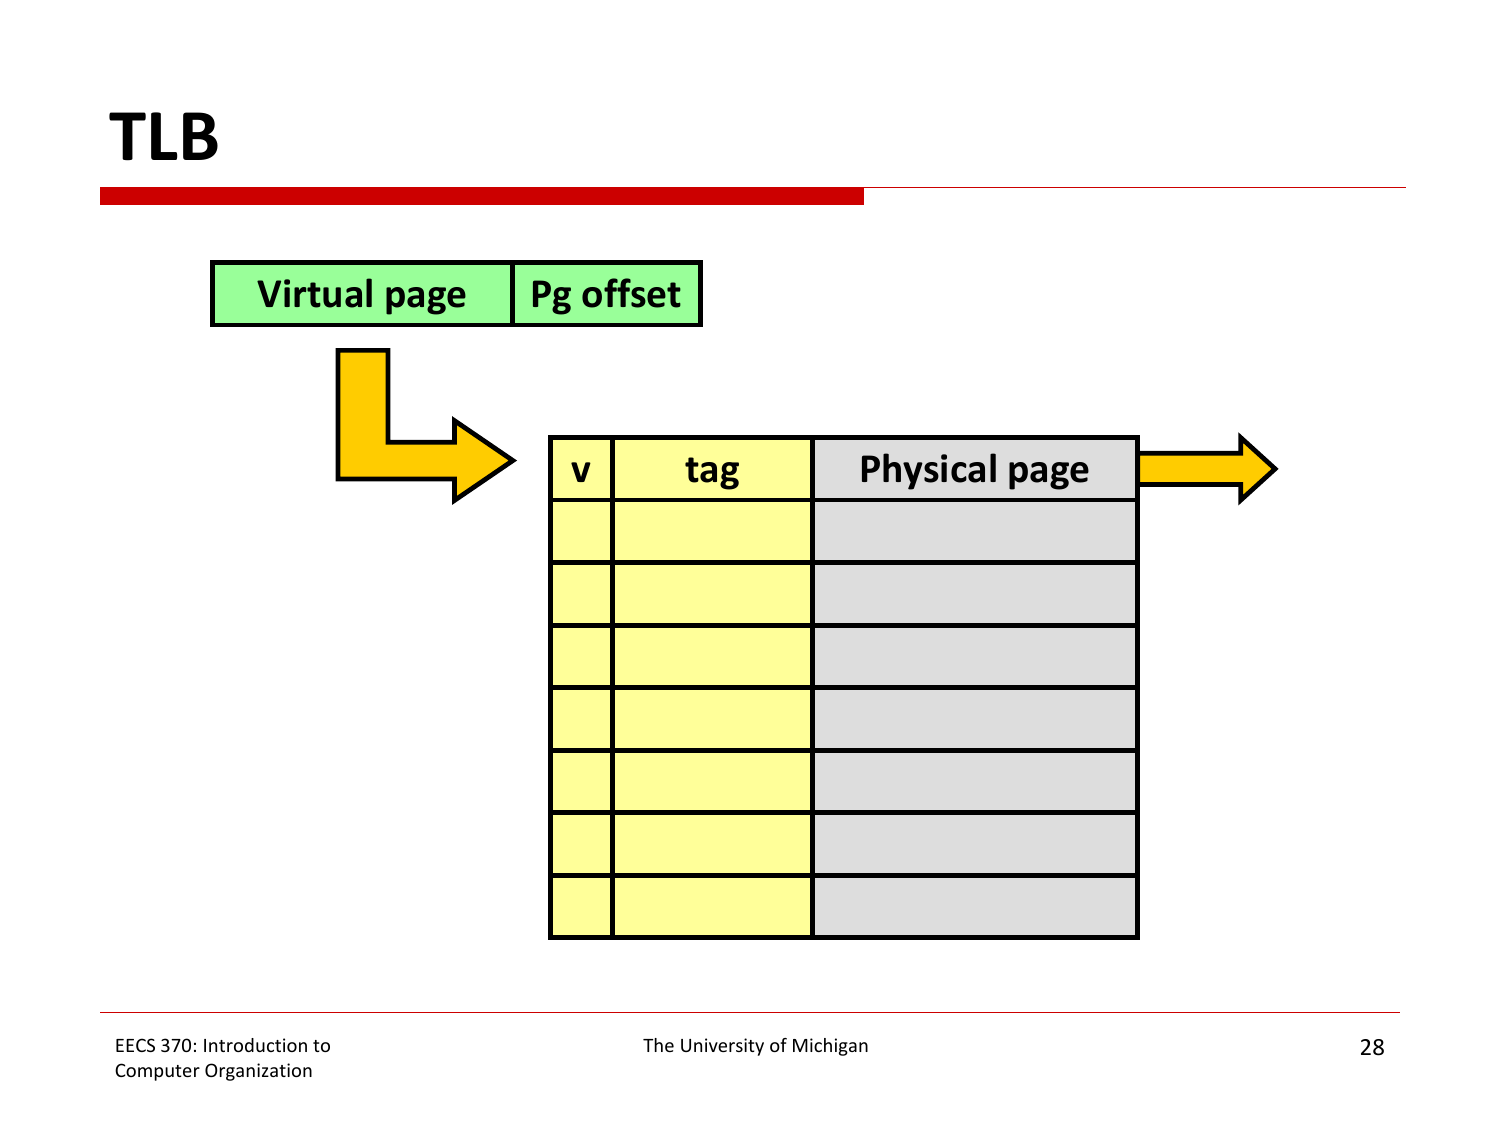 TLB
Virtual page Pg offset
v tag Physical page
EECS 370: Introduction to
Computer Organization
The University of Michigan
28